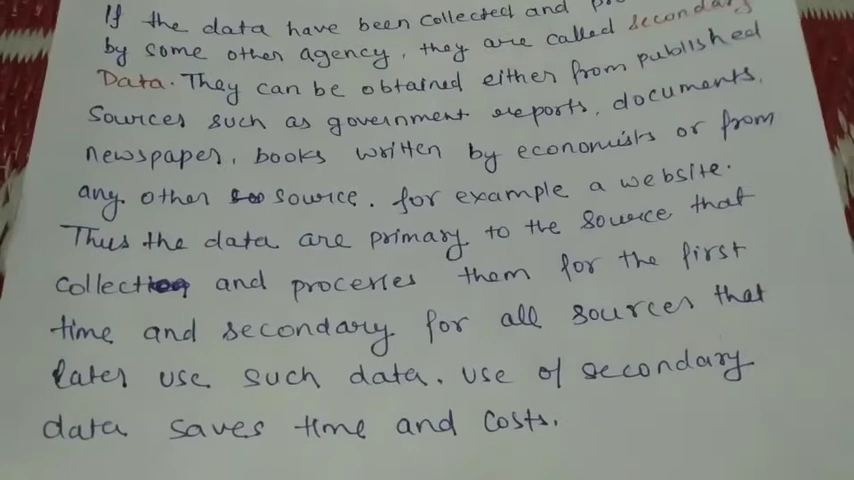 If the data have been collected and
by some other agency, they are called secondary
Data. They can be obtained either from published
Sources such as government reports, documents,
newspaper, books written by economists or from
any other source. for example a website.
Thus the data are primary to the source that
collect and processes them for the first
time and secondary for all sources that
later use such data. use of secondary
data saves time and costs.